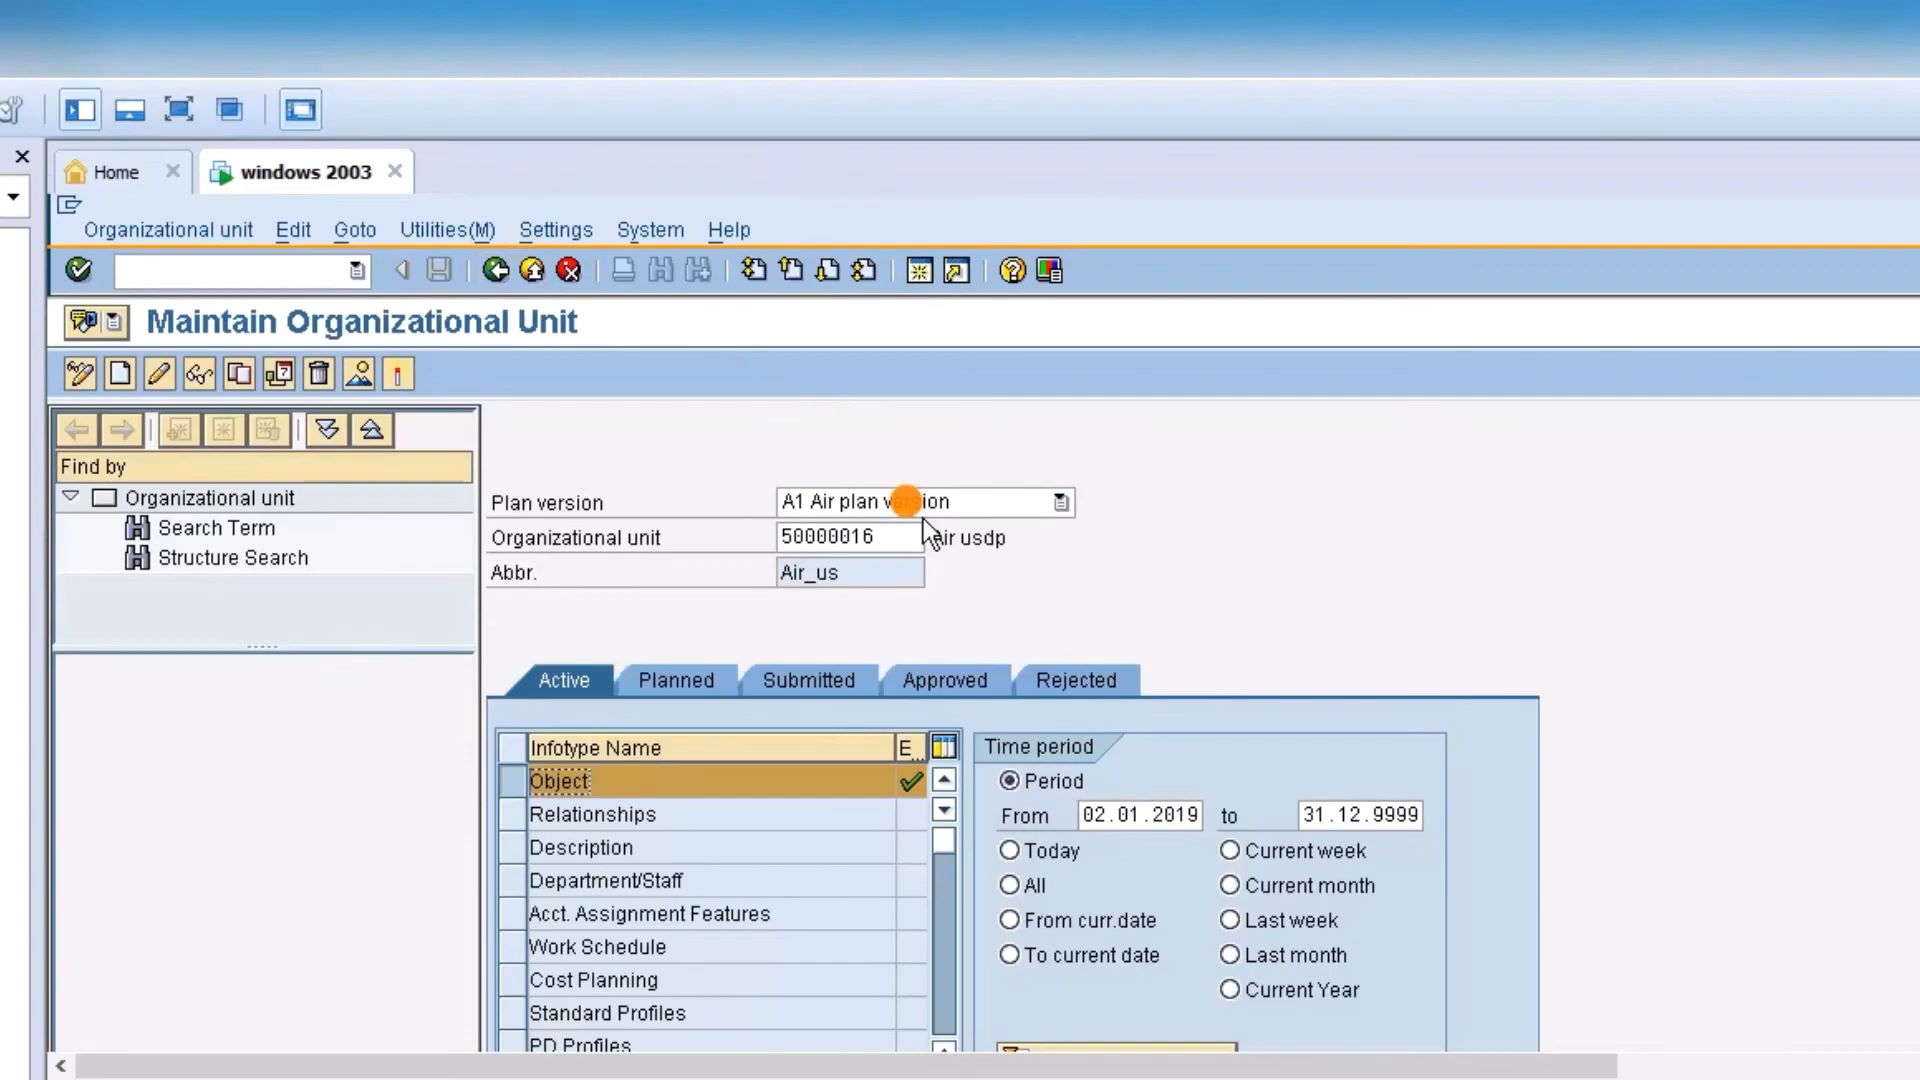 Home
windows 2003
Organizational unit Edit Goto Utilities(M) Settings System Help
Maintain Organizational Unit
Find by
Organizational unit
Search Term
Structure Search
Plan version A1 Air plan version
Organizational unit 50000016 Air usdp
Abbr. Air_us
Active Planned Submitted Approved Rejected
Infotype Name E...
Object
Relationships
Description
Department/Staff
Acct. Assignment Features
Work Schedule
Cost Planning
Standard Profiles
PD Profiles
Time period
Period
From 02.01.2019 to 31.12.9999
Today Current week
All Current month
From curr.date Last week
To current date Last month
Current Year